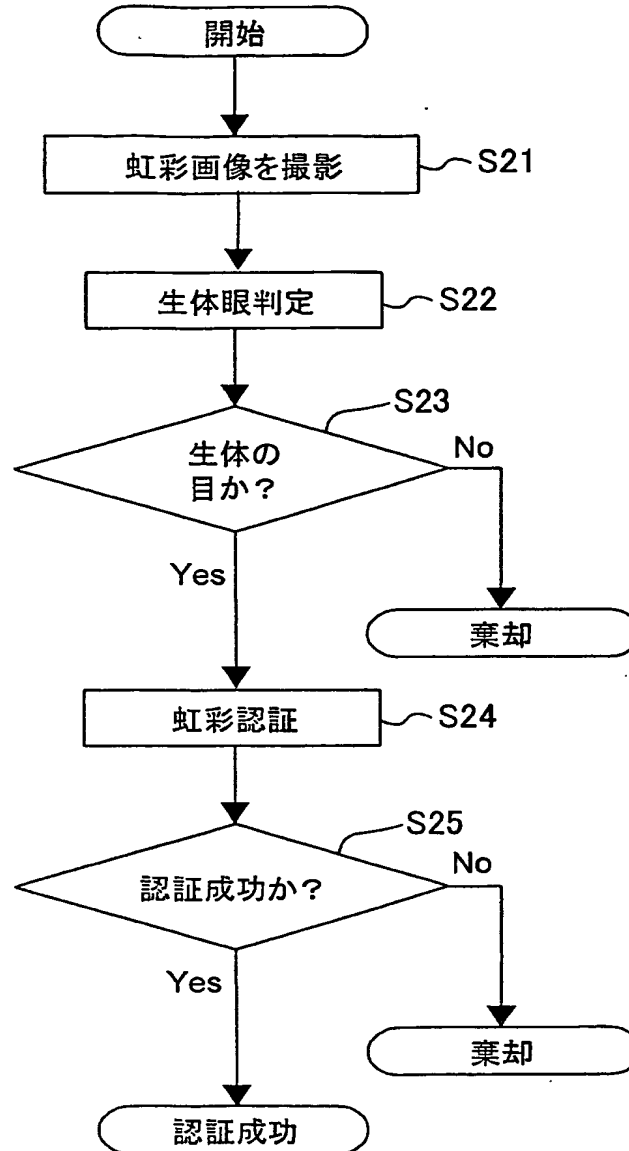 開始
虹彩画像を撮影
S21
生体眼判定
S22
S23
生体の
目か?
No
Yes
棄却
虹彩認証
S24
S25
認証成功か?
No
Yes
棄却
認証成功